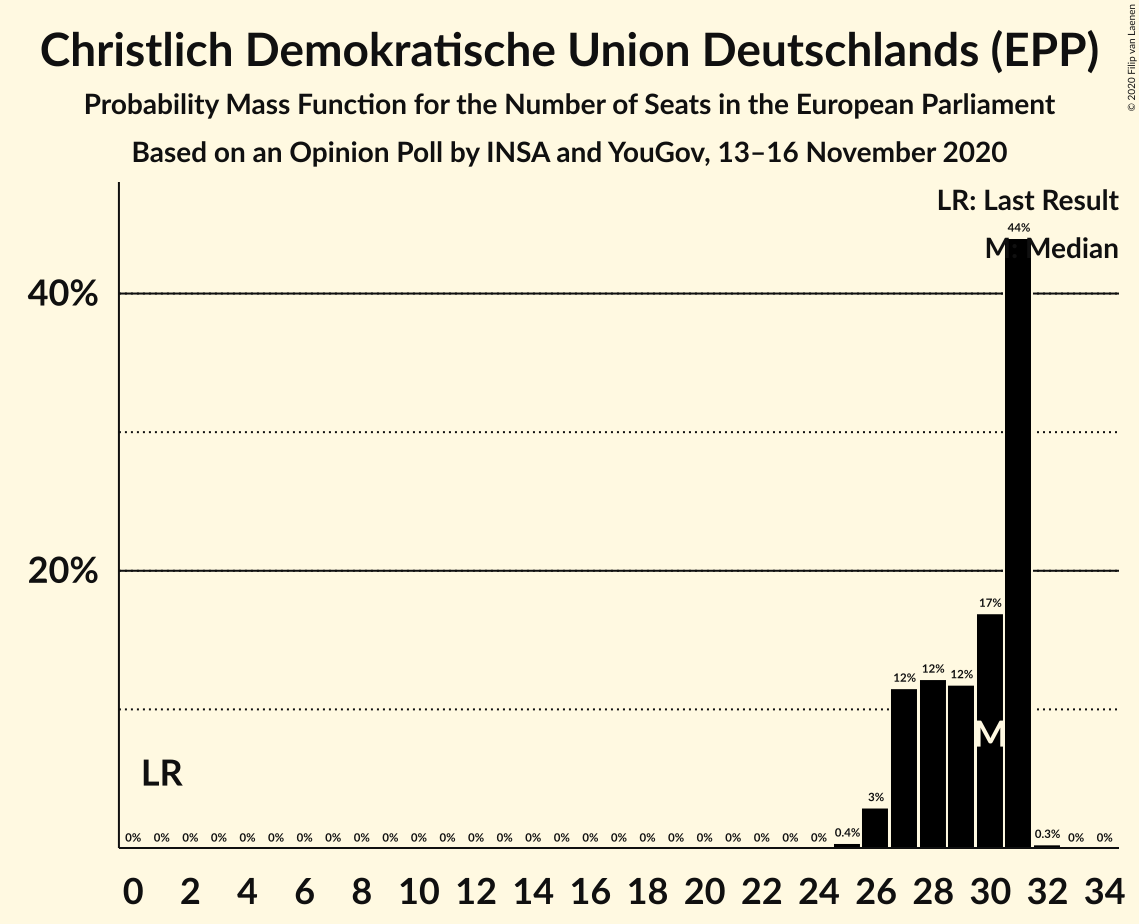 Christlich Demokratische Union Deutschlands (EPP)
Probability Mass Function for the Number of Seats in the European Parliament
Based on an Opinion Poll by INSA and YouGov, 13–16 November 2020
© 2020 Filip van Laenen
LR: Last Result
44%
M: Median
40%
20%
17%
12% 12% 12%
M
LR
3%
0% 0% 0% 0% 0% 0% 0% 0% 0% 0% 0% 0% 0% 0% 0% 0% 0% 0% 0% 0% 0% 0% 0% 0% 0% 0.4% 0.3% 0% 0%
0 2 4 6 8 10 12 14 16 18 20 22 24 26 28 30 32 34